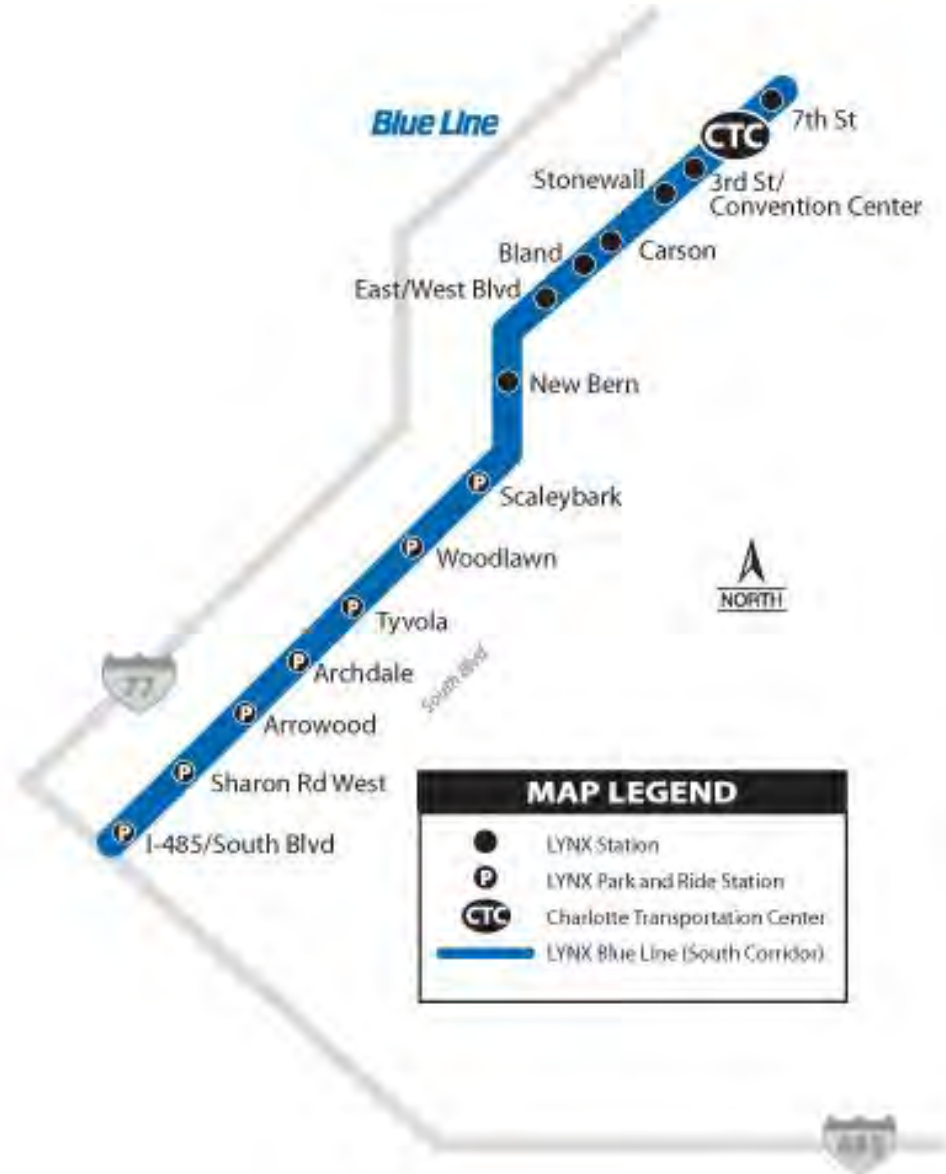 Blue Line
7th St
CTC
Stonewall
3rd St/
Convention Center
Bland
Carson
East/West Blvd
New Bern
P
Scaleybark
P
Woodlawn
NORTH
P
Tyvola
P
Archdale
South Blvd
77
P
Arrowood
P
Sharon Rd West
P
I-485/South Blvd
MAP LEGEND
LYNX Station
P LYNX Park and Ride Station
CTC Charlotte Transportation Center
LYNX Blue Line (South Corridor)
485